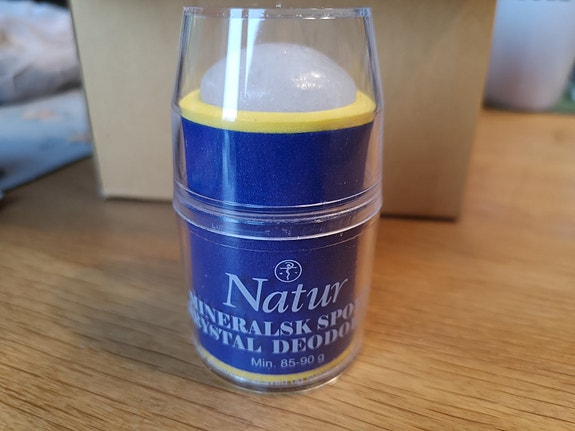 Natur
MINERALSK SPO
YSTAL DEODO
Min. 85-90 g